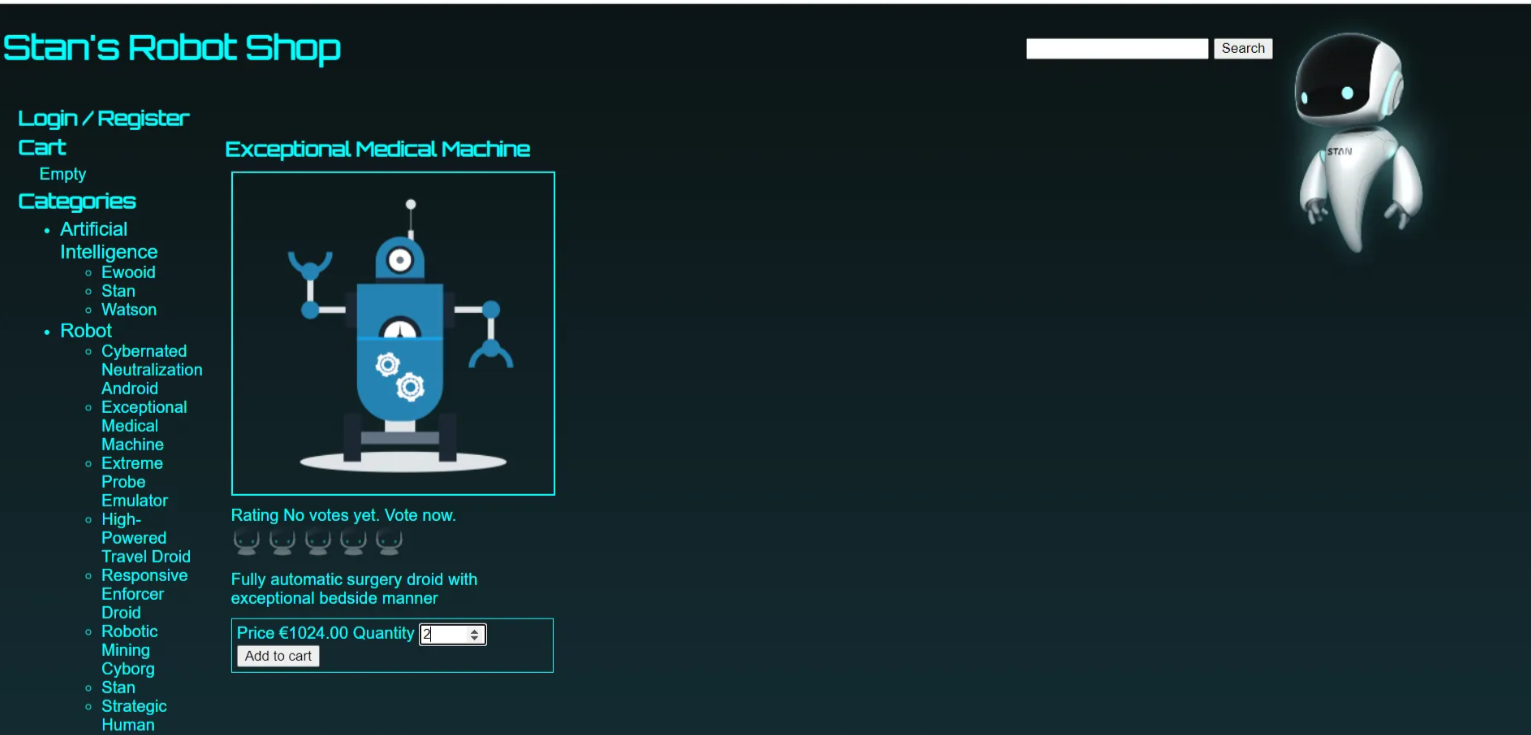 Stan's Robot Shop
Search
STAN
Login / Register
Cart
Empty
Categories
Artificial
Intelligence
Ewooid
Stan
Watson
Robot
Cybernated
Neutralization
Android
Exceptional
Medical
Machine
Extreme
Probe
Emulator
High-
Powered
Travel Droid
Responsive
Enforcer
Droid
Robotic
Mining
Cyborg
Stan
Strategic
Human
Exceptional Medical Machine
Rating No votes yet. Vote now.
Fully automatic surgery droid with
exceptional bedside manner
Price €1024.00 Quantity 2
Add to cart